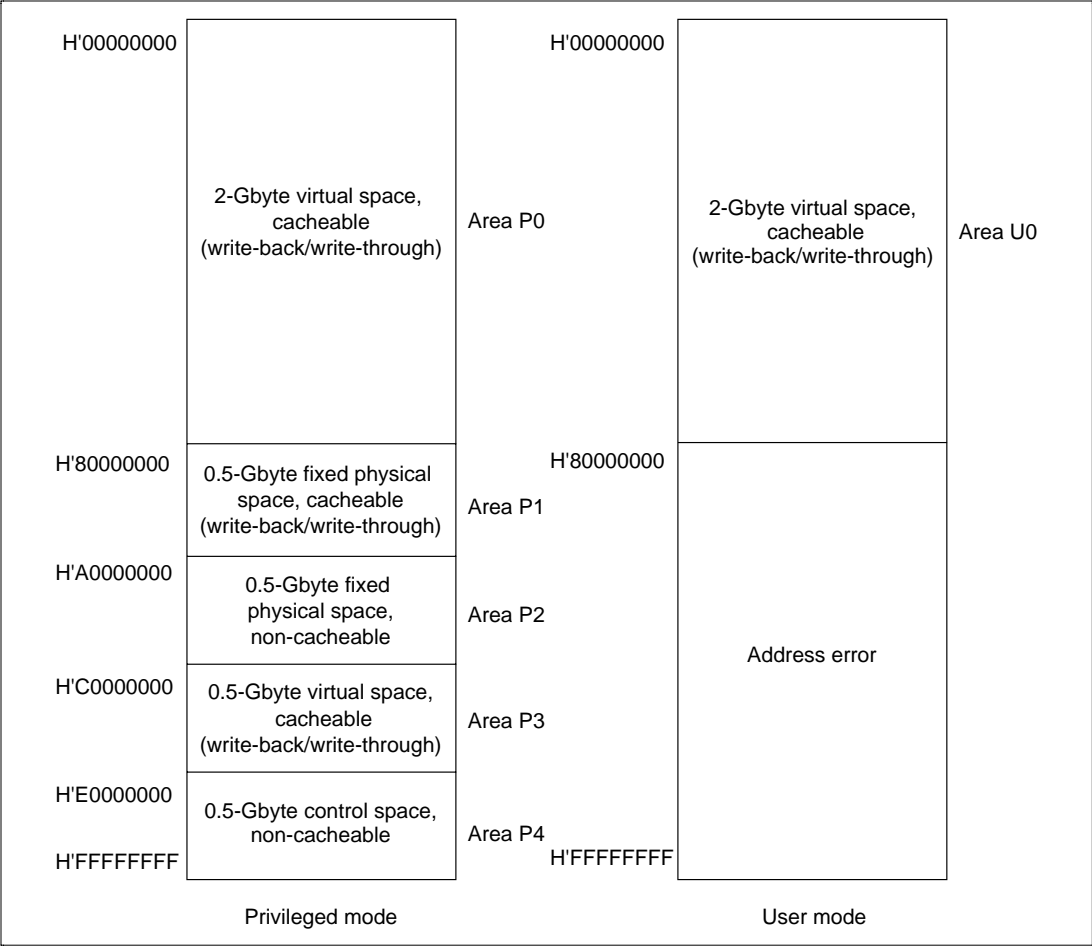 H'00000000
2-Gbyte virtual space,
cacheable
(write-back/write-through)
Area P0
H'80000000
0.5-Gbyte fixed physical
space, cacheable
(write-back/write-through)
Area P1
H'A0000000
0.5-Gbyte fixed
physical space,
non-cacheable
Area P2
H'C0000000
0.5-Gbyte virtual space,
cacheable
(write-back/write-through)
Area P3
H'E0000000
0.5-Gbyte control space,
non-cacheable
Area P4
H'FFFFFFFF
Privileged mode
H'00000000
2-Gbyte virtual space,
cacheable
(write-back/write-through)
Area U0
H'80000000
Address error
H'FFFFFFFF
User mode